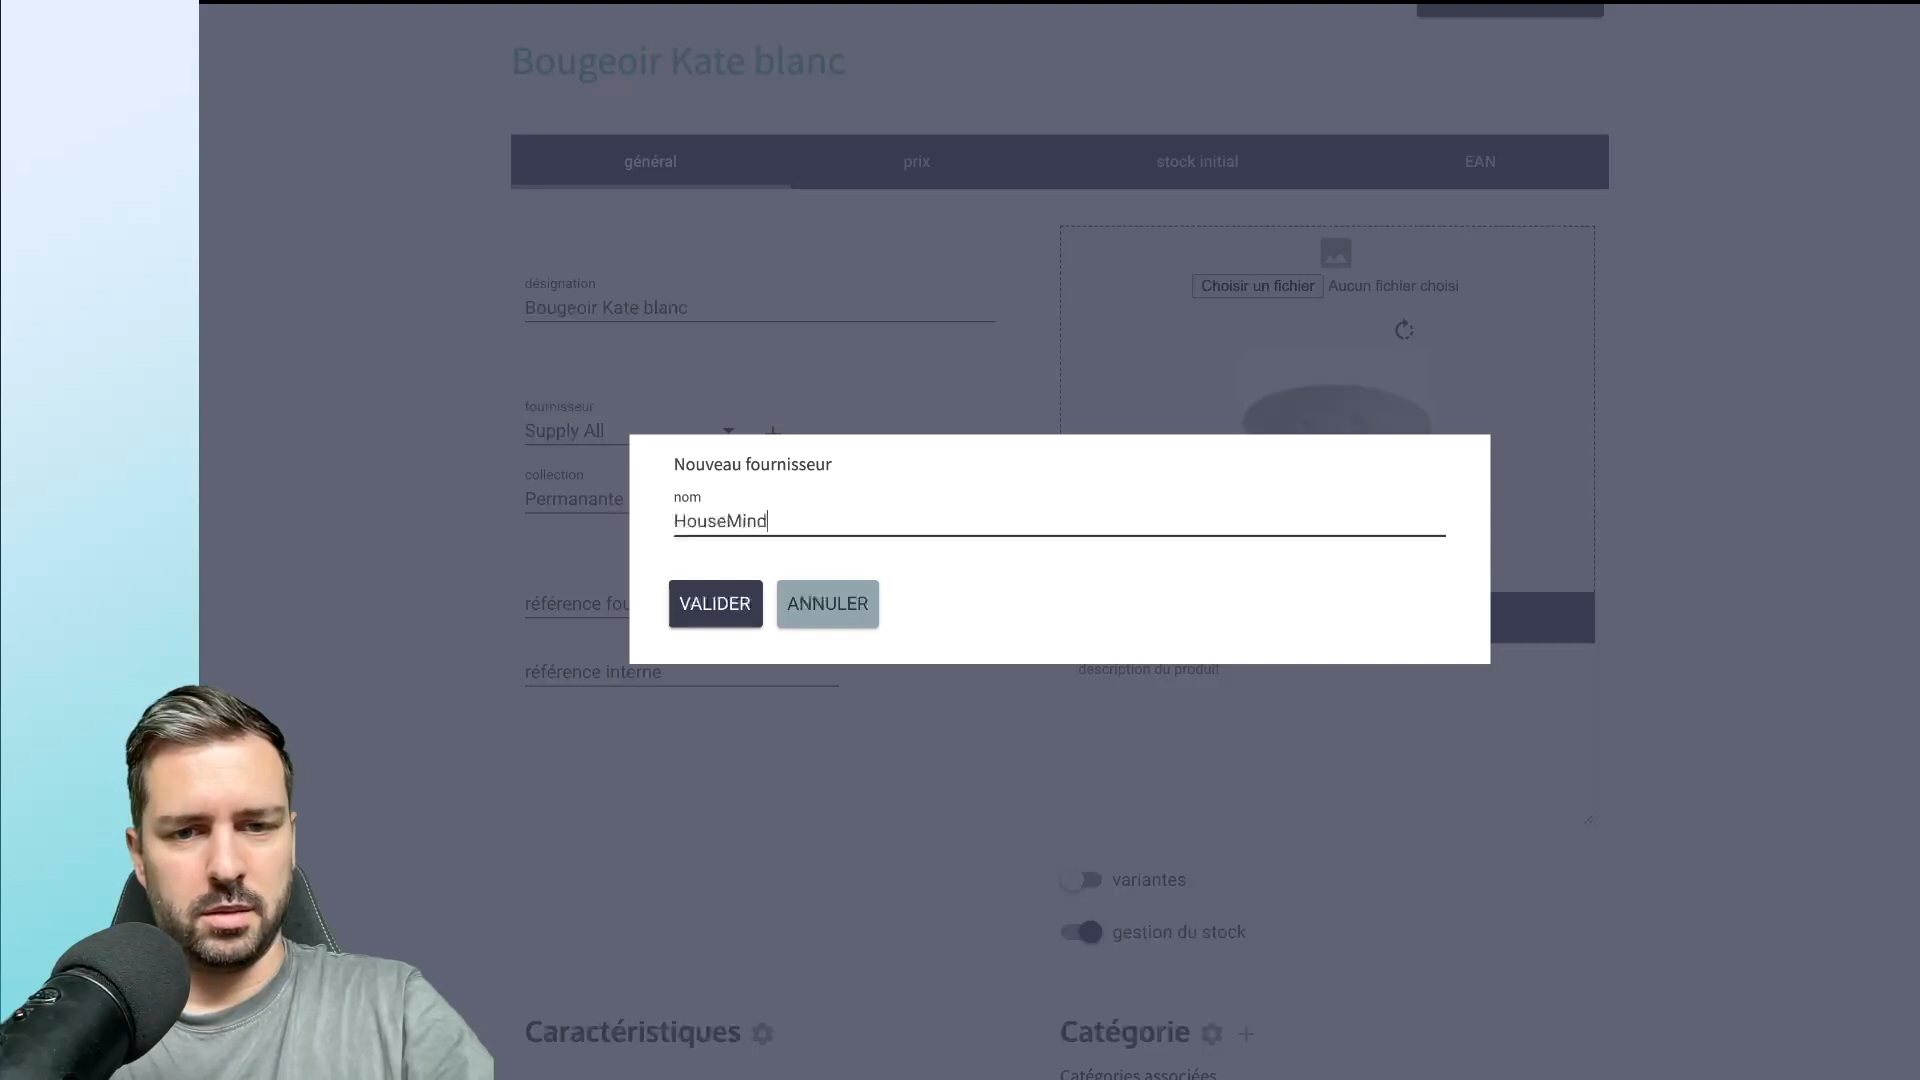 Bougeoir Kate blanc
général
prix
stock initial
EAN
désignation
Bougeoir Kate blanc
Choisir un fichier Aucun fichier choisi
fournisseur
Supply All
collection
Permanante
Nouveau fournisseur
nom
HouseMind
VALIDER
ANNULER
référence fou
référence interne
description du produit
variantes
gestion du stock
Caractéristiques
Catégorie
Catégories associées